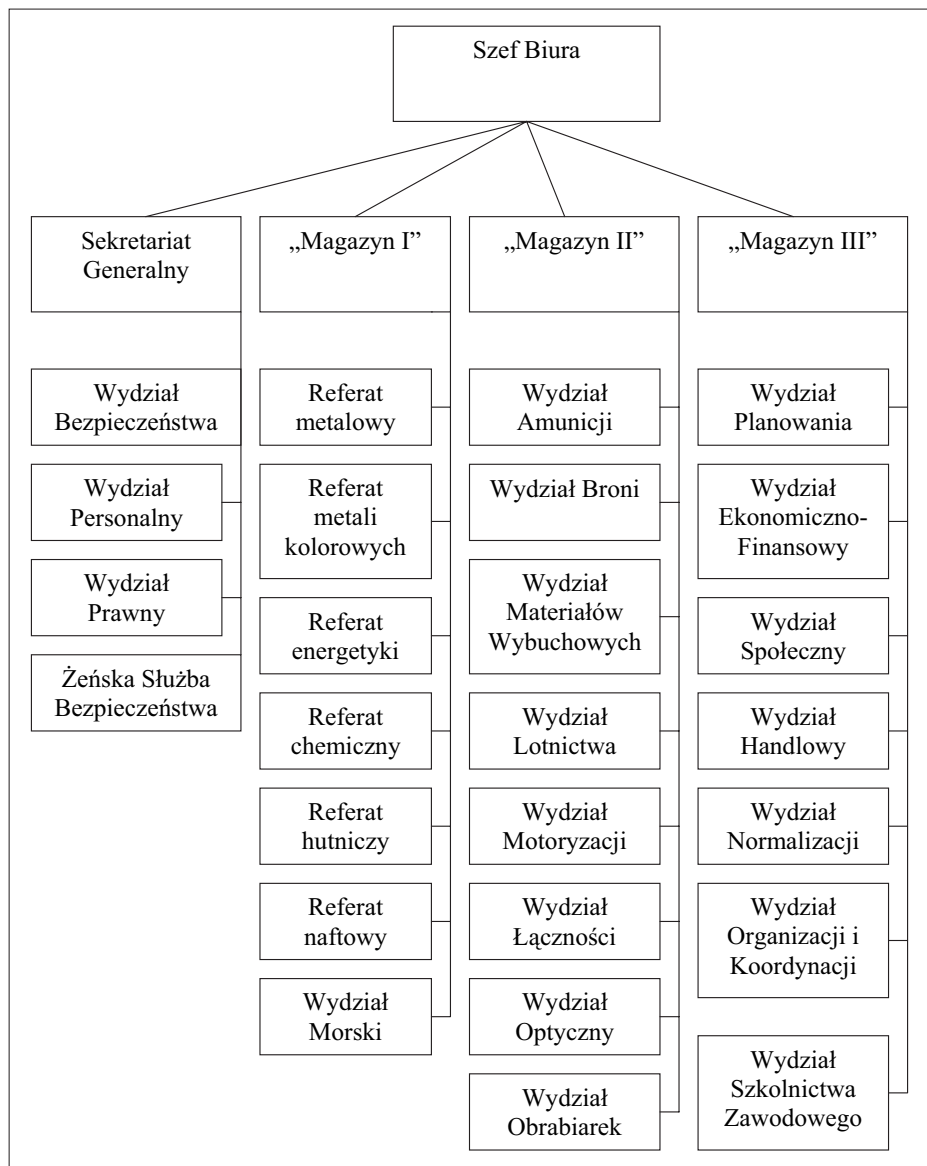 Szef Biura
Sekretariat
Generalny
„Magazyn I”
„Magazyn II”
„Magazyn III”
Wydział
Bezpieczeństwa
Wydział
Personalny
Wydział
Prawny
Żeńska Służba
Bezpieczeństwa
Referat
metalowy
Referat
metali
kolorowych
Referat
energetyki
Referat
chemiczny
Referat
hutniczy
Referat
naftowy
Wydział
Morski
Wydział
Amunicji
Wydział Broni
Wydział
Materiałów
Wybuchowych
Wydział
Lotnictwa
Wydział
Motoryzacji
Wydział
Łączności
Wydział
Optyczny
Wydział
Obrabiarek
Wydział
Planowania
Wydział
Ekonomiczno-
Finansowy
Wydział
Społeczny
Wydział
Handlowy
Wydział
Normalizacji
Wydział
Organizacji i
Koordynacji
Wydział
Szkolnictwa
Zawodowego